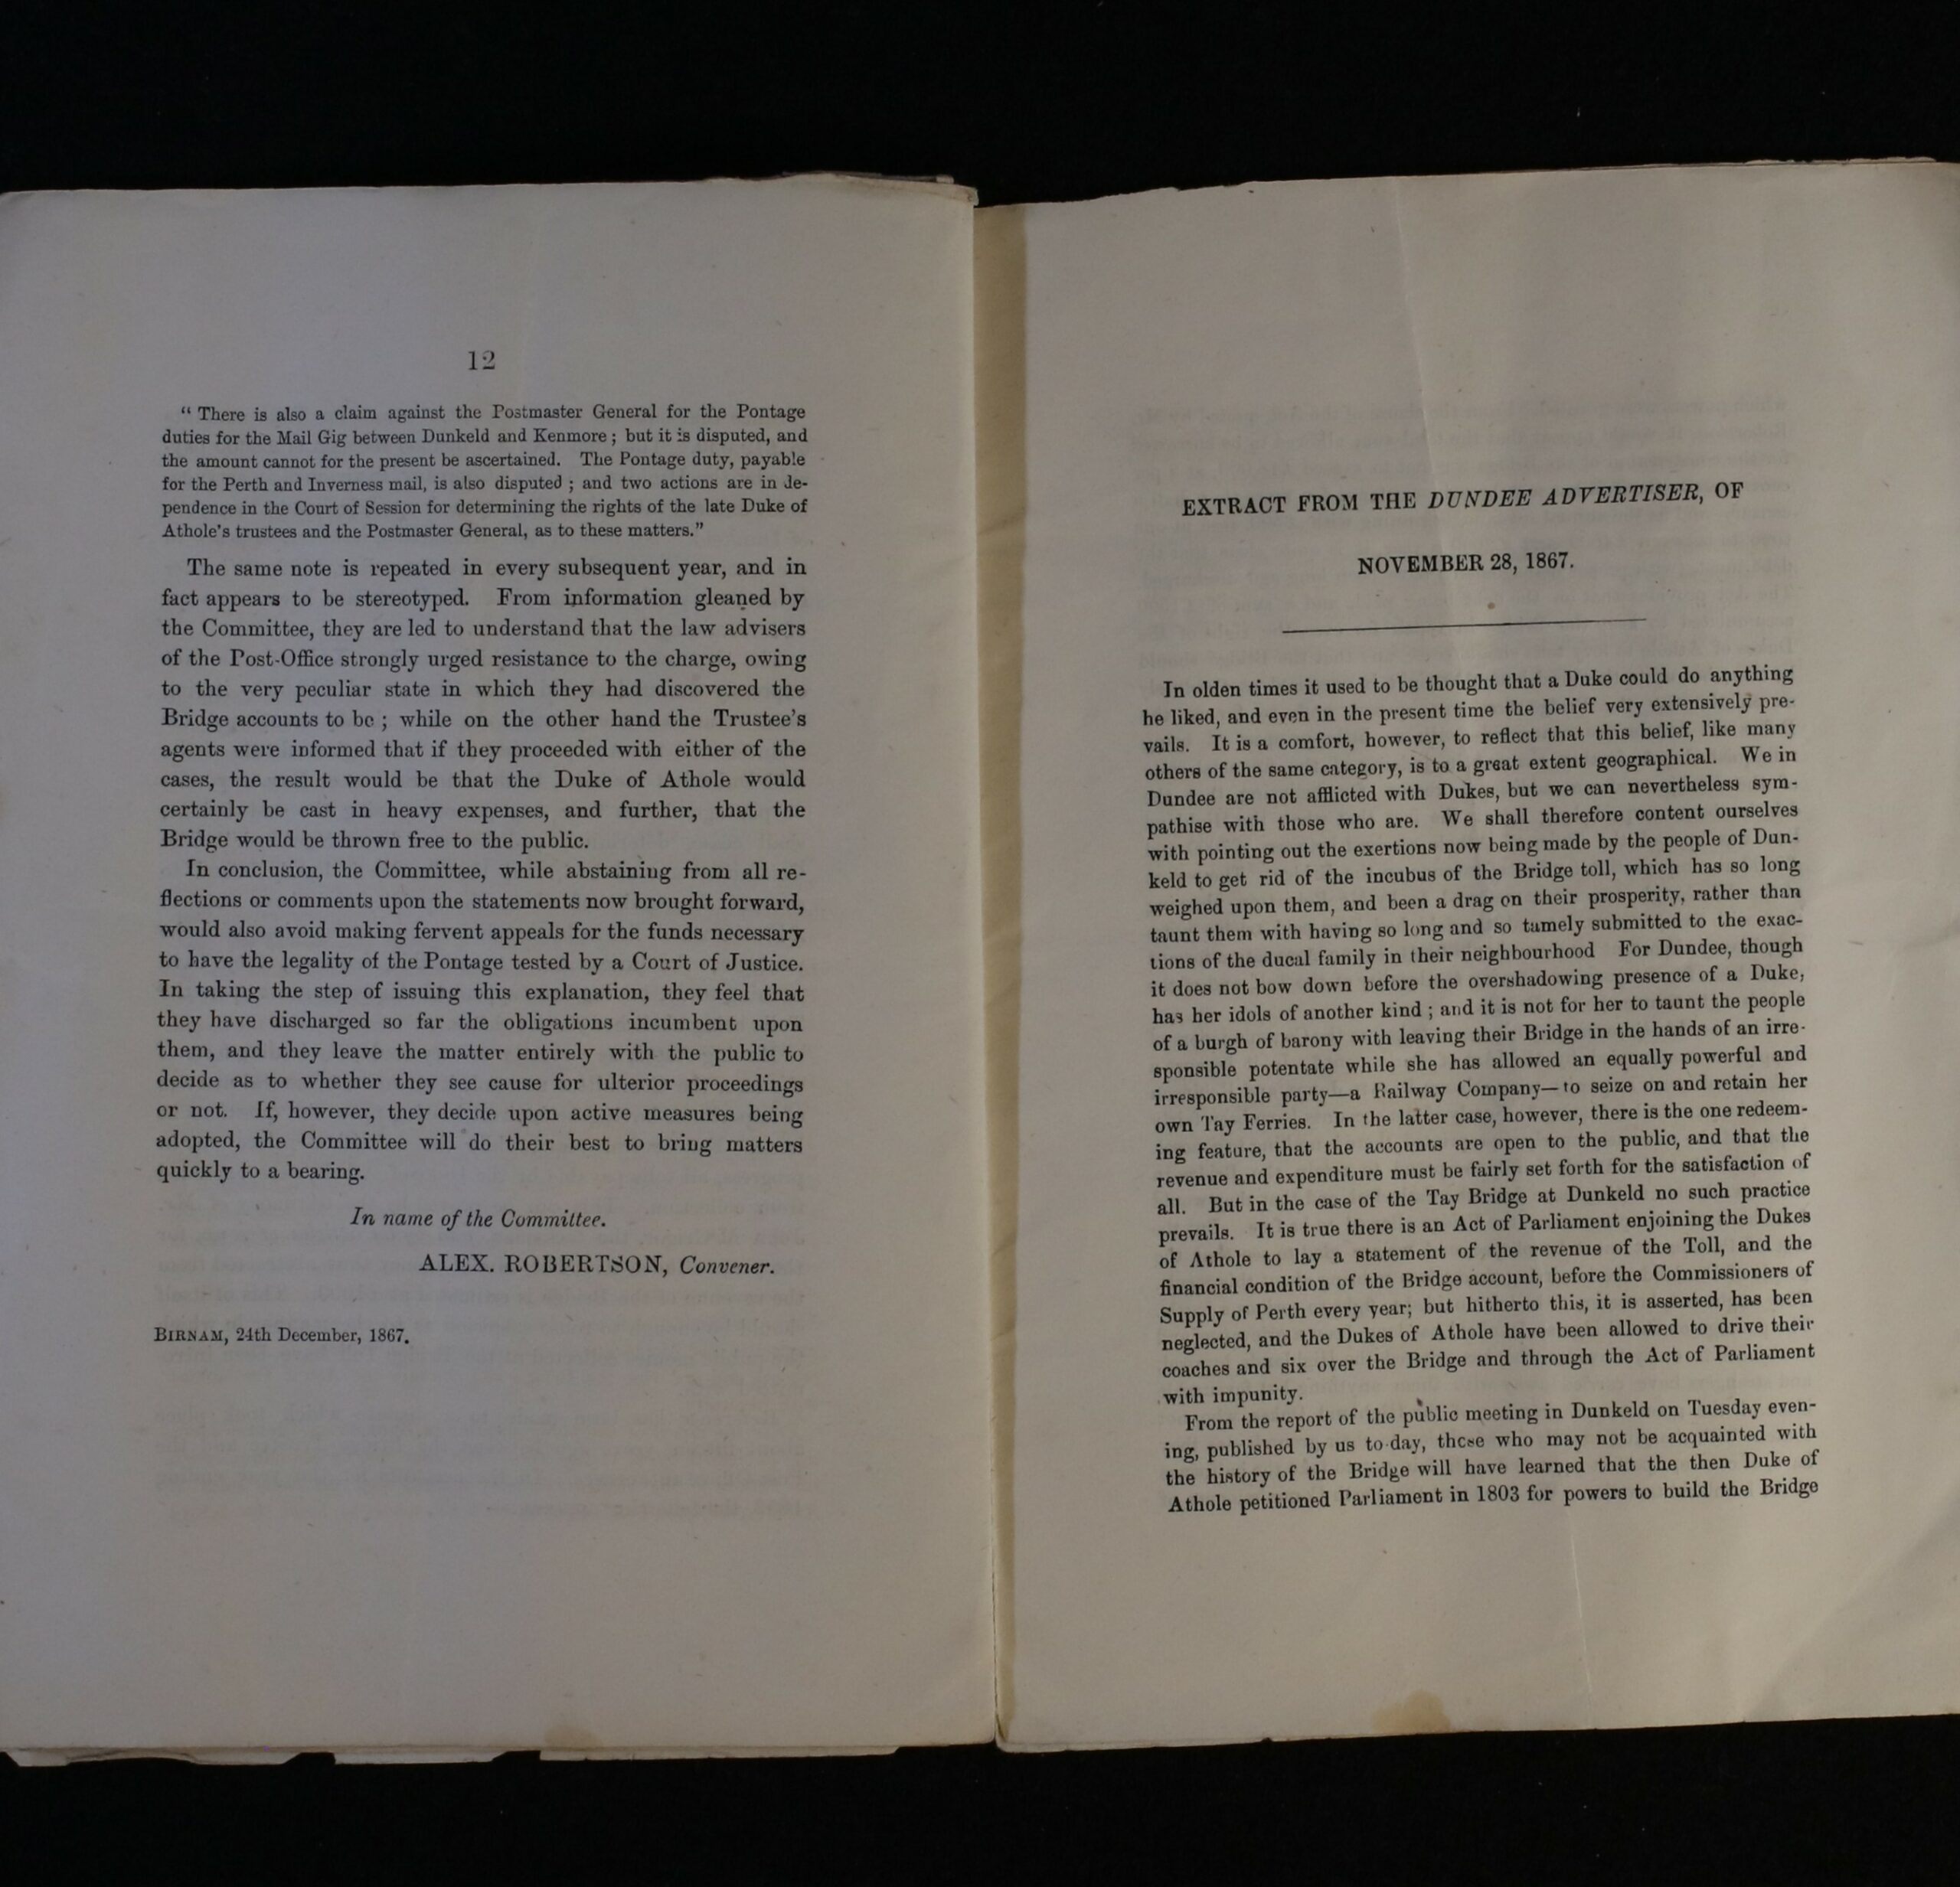 12
“ There is also a claim against the Postmaster General for the Pontage
duties for the Mail Gig between Dunkeld and Kenmore ; but it is disputed, and
the amount cannot for the present be ascertained. The Pontage duty, payable
for the Perth and Inverness mail, is also disputed ; and two actions are in de-
pendence in the Court of Session for determining the rights of the late Duke of
Athole’s trustees and the Postmaster General, as to these matters.”
The same note is repeated in every subsequent year, and in
fact appears to be stereotyped. From information gleaned by
the Committee, they are led to understand that the law advisers
of the Post-Office strongly urged resistance to the charge, owing
to the very peculiar state in which they had discovered the
Bridge accounts to be ; while on the other hand the Trustee’s
agents were informed that if they proceeded with either of the
cases, the result would be that the Duke of Athole would
certainly be cast in heavy expenses, and further, that the
Bridge would be thrown free to the public.
In conclusion, the Committee, while abstaining from all re-
flections or comments upon the statements now brought forward,
would also avoid making fervent appeals for the funds necessary
to have the legality of the Pontage tested by a Court of Justice.
In taking the step of issuing this explanation, they feel that
they have discharged so far the obligations incumbent upon
them, and they leave the matter entirely with the public to
decide as to whether they see cause for ulterior proceedings
or not. If, however, they decide upon active measures being
adopted, the Committee will do their best to bring matters
quickly to a bearing.
In name of the Committee.
ALEX. ROBERTSON, Convener.
BIRNAM, 24th December, 1867.
EXTRACT FROM THE DUNDEE ADVERTISER, OF
NOVEMBER 28, 1867.
In olden times it used to be thought that a Duke could do anything
he liked, and even in the present time the belief very extensively pre-
vails. It is a comfort, however, to reflect that this belief, like many
others of the same category, is to a great extent geographical. We in
Dundee are not afflicted with Dukes, but we can nevertheless sym-
pathise with those who are. We shall therefore content ourselves
with pointing out the exertions now being made by the people of Dun-
keld to get rid of the incubus of the Bridge toll, which has so long
weighed upon them, and been a drag on their prosperity, rather than
taunt them with having so long and so tamely submitted to the exac-
tions of the ducal family in their neighbourhood For Dundee, though
it does not bow down before the overshadowing presence of a Duke,
has her idols of another kind ; and it is not for her to taunt the people
of a burgh of barony with leaving their Bridge in the hands of an irre-
sponsible potentate while she has allowed an equally powerful and
irresponsible party—a Railway Company—to seize on and retain her
own Tay Ferries. In the latter case, however, there is the one redeem-
ing feature, that the accounts are open to the public, and that the
revenue and expenditure must be fairly set forth for the satisfaction of
all. But in the case of the Tay Bridge at Dunkeld no such practice
prevails. It is true there is an Act of Parliament enjoining the Dukes
of Athole to lay a statement of the revenue of the Toll, and the
financial condition of the Bridge account, before the Commissioners of
Supply of Perth every year; but hitherto this, it is asserted, has been
neglected, and the Dukes of Athole have been allowed to drive their
coaches and six over the Bridge and through the Act of Parliament
with impunity.
From the report of the public meeting in Dunkeld on Tuesday even-
ing, published by us to-day, those who may not be acquainted with
the history of the Bridge will have learned that the then Duke of
Athole petitioned Parliament in 1803 for powers to build the Bridge